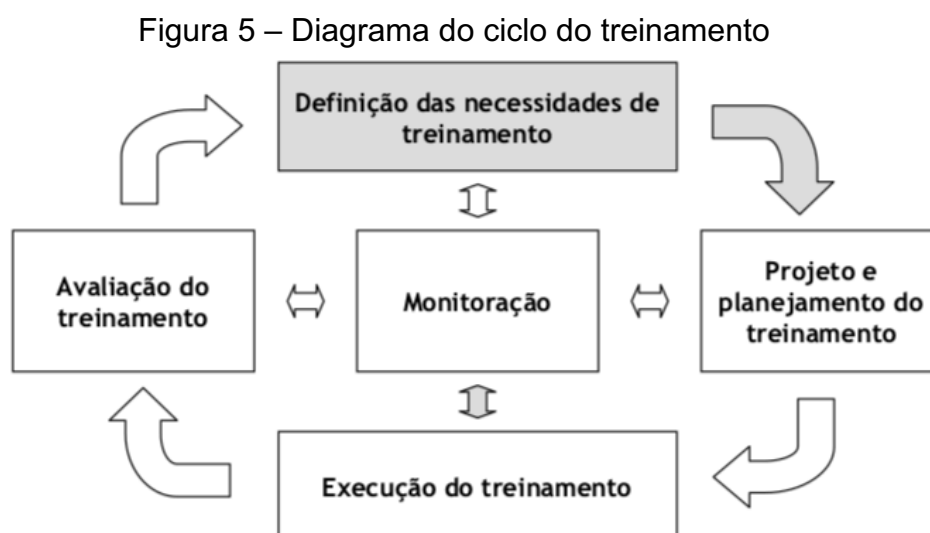 Figura 5 – Diagrama do ciclo do treinamento
Definição das necessidades de
treinamento
Avaliação do
treinamento
Monitoração
Projeto e
planejamento do
treinamento
Execução do treinamento